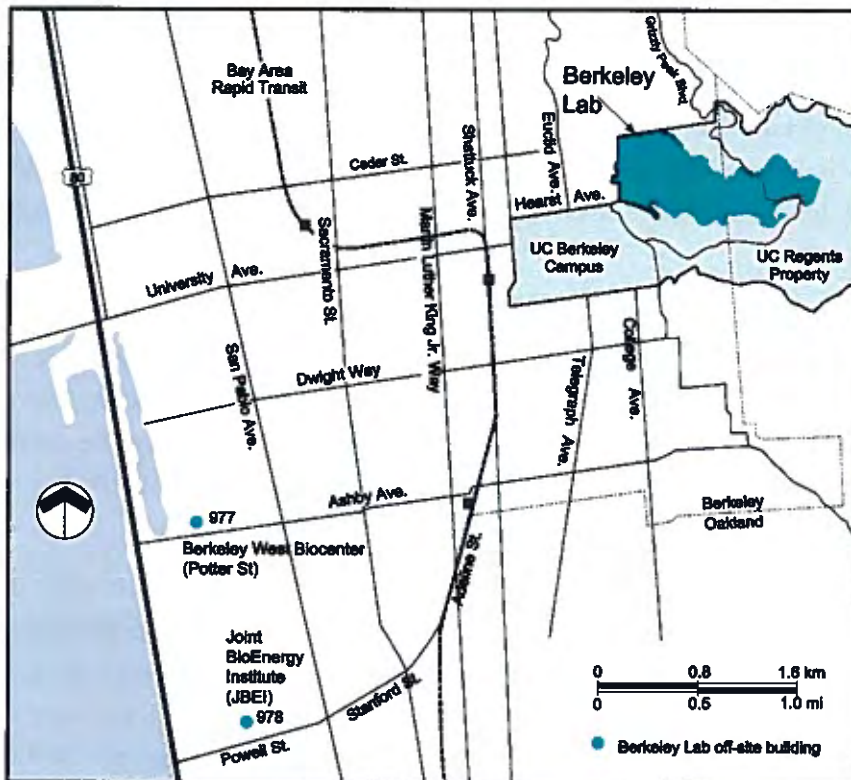 Bay Area
Rapid Transit
Grizzly Peak Blvd.
Berkeley
Lab
80
Cedar St.
Shattuck Ave.
Euclid Ave.
Hearst Ave.
Sacramento St.
Martin Luther King Jr. Way
UC Berkeley
Campus
UC Regents
Property
University Ave.
San Pablo Ave.
Dwight Way
Telegraph Ave.
College Ave.
977
Ashby Ave.
Berkeley
Oakland
Berkeley West Biocenter
(Potter St)
Adeline St.
Joint
BioEnergy
Institute
(JBEI)
978
Stanford St.
Powell St.
0 0.8 1.6 km
0 0.5 1.0 mi
Berkeley Lab off-site building